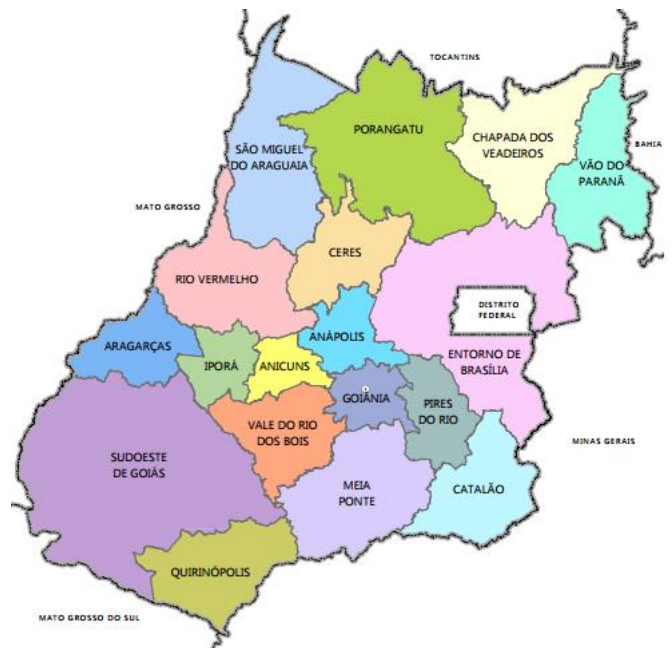 TOCANTINS
PORANGATU
CHAPADA DOS
VEADEIROS
SÃO MIGUEL
DO ARAGUAIA
BAHIA
VÃO DO
PARANÃ
MATO GROSSO
CERES
RIO VERMELHO
DISTRITO
FEDERAL
ANÁPOLIS
ARAGARÇAS
IPORÁ
ANICUNS
ENTORNO DE
BRASÍLIA
GOIÂNIA
PIRES
DO RIO
VALE DO RIO
DOS BOIS
MINAS GERAIS
SUDOESTE
DE GOIÁS
MEIA
PONTE
CATALÃO
QUIRINÓPOLIS
MATO GROSSO DO SUL